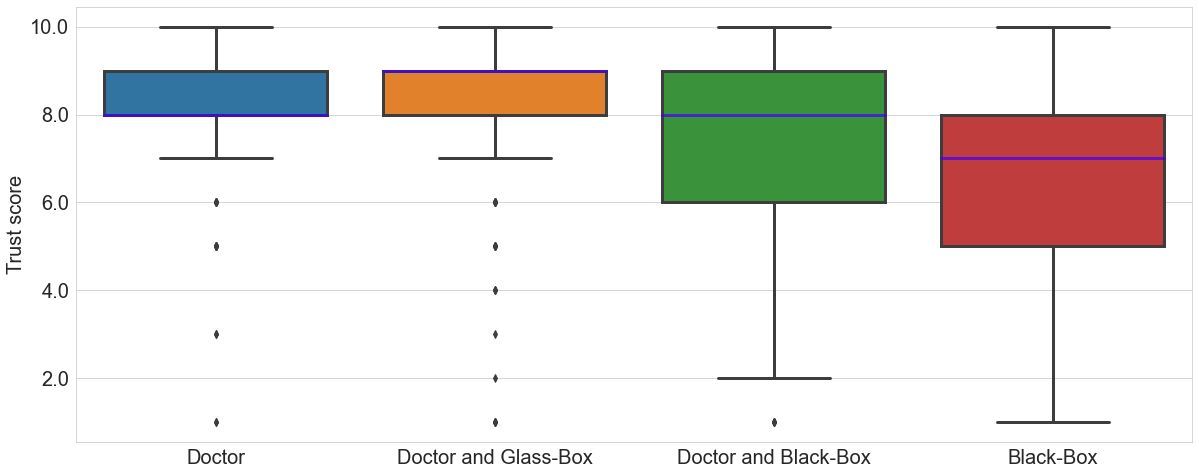 10.0
8.0
6.0
4.0
2.0
Trust score
Doctor
Doctor and Glass-Box
Doctor and Black-Box
Black-Box